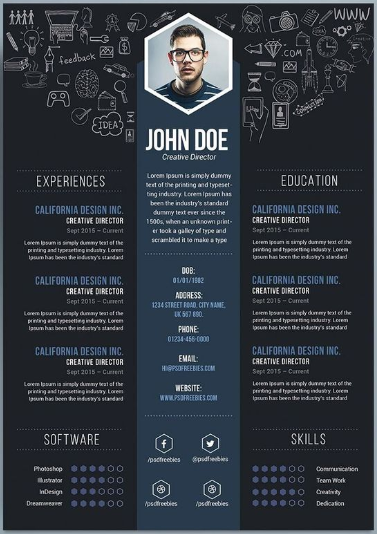 WWW
feedback
.COM
IDEA
JOHN DOE
Creative Director
Lorem Ipsum is simply dummy
text of the printing and typeset-
ting industry. Lorem Ipsum has
been the industry's standard
dummy text ever since the
1500s, when an unknown print-
er took a galley of type and
scrambled it to make a type
EXPERIENCES
CALIFORNIA DESIGN INC.
CREATIVE DIRECTOR
Sept 2015 – Current
Lorem Ipsum is simply dummy text of the
printing and typesetting industry. Lorem
Ipsum has been the industry's standard
CALIFORNIA DESIGN INC.
CREATIVE DIRECTOR
Sept 2015 – Current
Lorem Ipsum is simply dummy text of the
printing and typesetting industry. Lorem
Ipsum has been the industry's standard
CALIFORNIA DESIGN INC.
CREATIVE DIRECTOR
Sept 2015 – Current
Lorem Ipsum is simply dummy text of the
printing and typesetting industry. Lorem
Ipsum has been the industry's standard
DOB:
01/01/1982
ADDRESS:
1234 STREET ROAD, CITY NAME,
UK 567 890.
PHONE:
01234-456-0000
EMAIL:
HI@PSDFREEBIES.COM
WEBSITE:
WWW.PSDFREEBIES.COM
EDUCATION
CALIFORNIA DESIGN INC.
CREATIVE DIRECTOR
Sept 2015 – Current
Lorem Ipsum is simply dummy text of the
printing and typesetting industry. Lorem
Ipsum has been the industry's standard
CALIFORNIA DESIGN INC.
CREATIVE DIRECTOR
Sept 2015 – Current
Lorem Ipsum is simply dummy text of the
printing and typesetting industry. Lorem
Ipsum has been the industry's standard
CALIFORNIA DESIGN INC.
CREATIVE DIRECTOR
Sept 2015 – Current
Lorem Ipsum is simply dummy text of the
printing and typesetting industry. Lorem
Ipsum has been the industry's standard
SOFTWARE
Photoshop
Illustrator
InDesign
Dreamweaver
/psdfreebies
@psdfreebies
/psdfreebies
/psdfreebies
SKILLS
Communication
Team Work
Creativity
Dedication